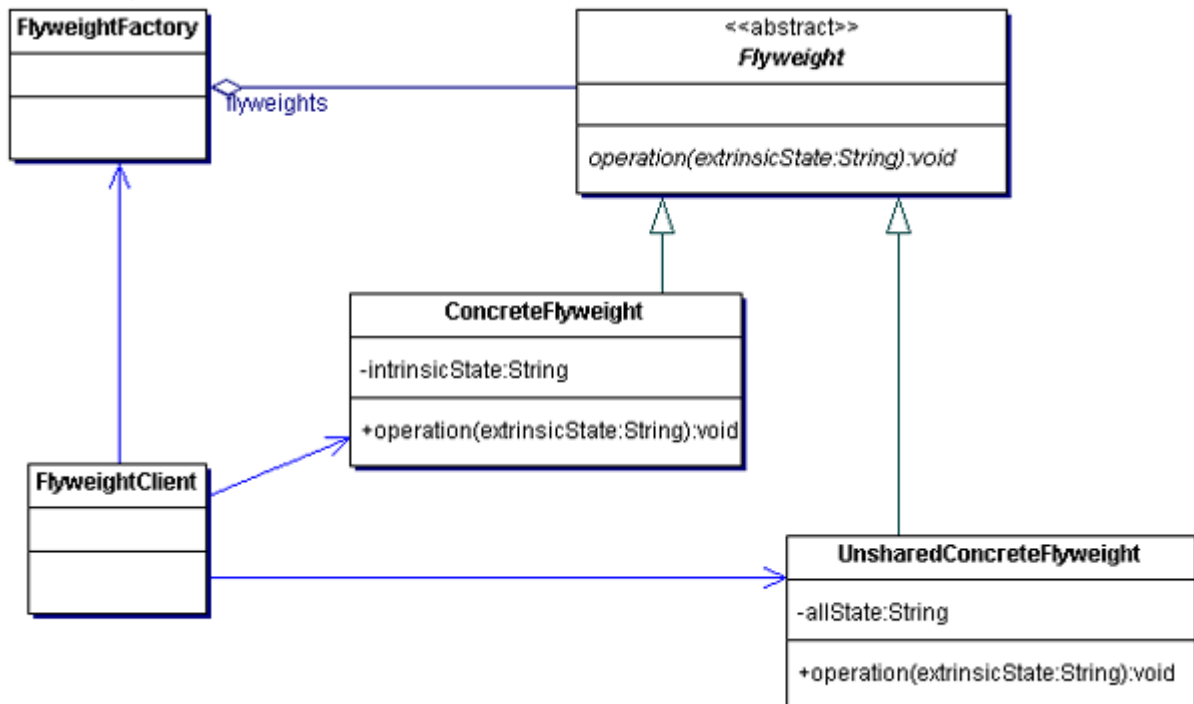 FlyweightFactory
<<abstract>>
Flyweight
flyweights
operation(extrinsicState:String):void
ConcreteFlyweight
-intrinsicState:String
+operation(extrinsicState:String):void
FlyweightClient
UnsharedConcreteFlyweight
-allState:String
+operation(extrinsicState:String):void